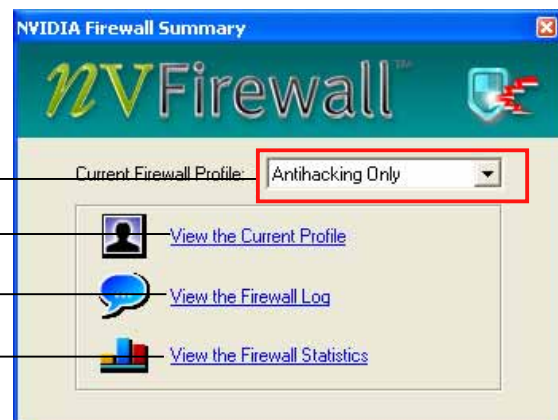 NVIDIA Firewall Summary
NVFirewall™
Current Firewall Profile: Antihacking Only
View the Current Profile
View the Firewall Log
View the Firewall Statistics